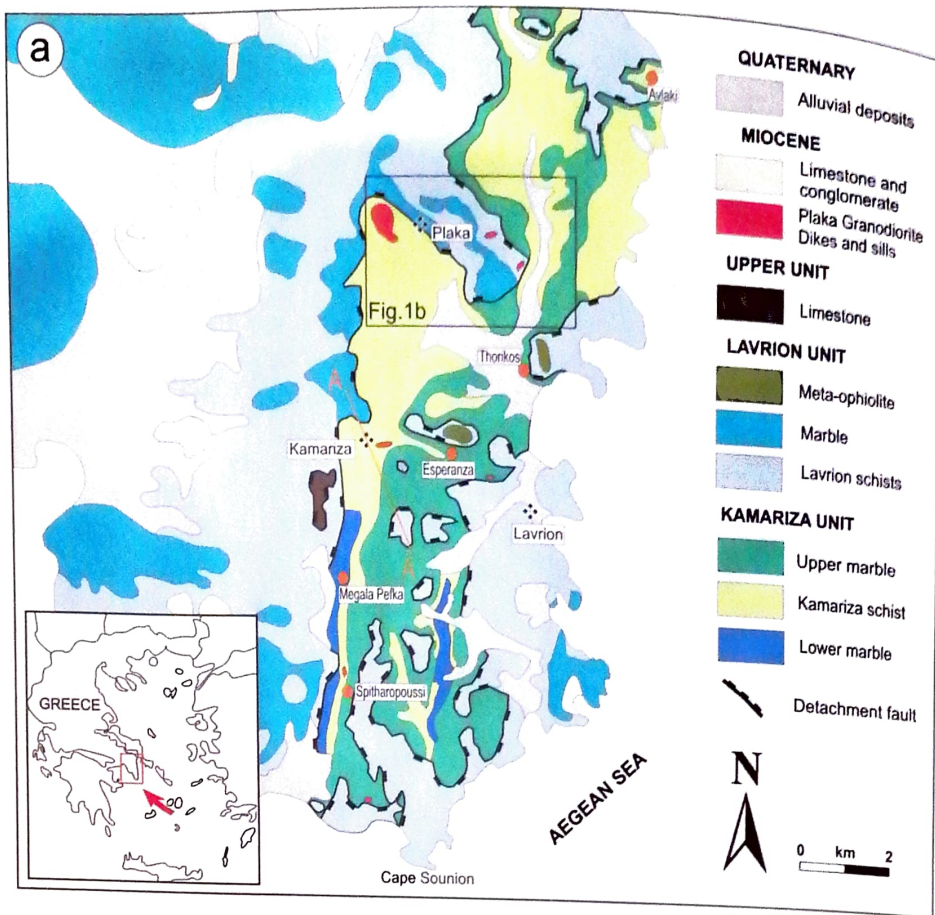 a
QUATERNARY
Alluvial deposits
MIOCENE
Limestone and
conglomerate
Plaka Granodiorite
Dikes and sills
UPPER UNIT
Limestone
LAVRION UNIT
Meta-ophiolite
Marble
Lavrion schists
KAMARIZA UNIT
Upper marble
Kamariza schist
Lower marble
Detachment fault
N
0 km 2
Avlaki
Plaka
Fig.1b
Thorikos
A
Kamariza
Esperanza
Lavrion
A
Megala Pefka
Spitharopoussi
GREECE
AEGEAN SEA
Cape Sounion